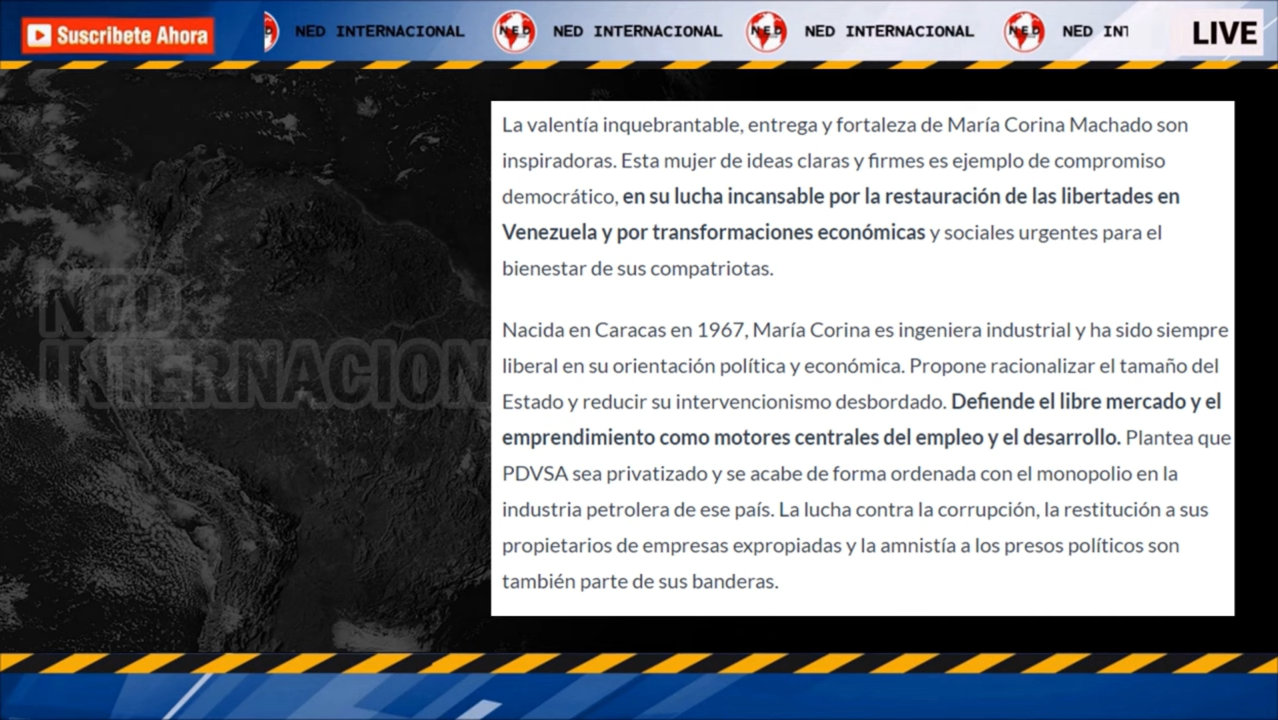 Suscribete Ahora
NED INTERNACIONAL
NED
NED INTERNACIONAL
NED
NED INTERNACIONAL
NED
NED INT
LIVE
La valentía inquebrantable, entrega y fortaleza de María Corina Machado son
inspiradoras. Esta mujer de ideas claras y firmes es ejemplo de compromiso
democrático, en su lucha incansable por la restauración de las libertades en
Venezuela y por transformaciones económicas y sociales urgentes para el
bienestar de sus compatriotas.
Nacida en Caracas en 1967, María Corina es ingeniera industrial y ha sido siempre
liberal en su orientación política y económica. Propone racionalizar el tamaño del
Estado y reducir su intervencionismo desbordado. Defiende el libre mercado y el
emprendimiento como motores centrales del empleo y el desarrollo. Plantea que
PDVSA sea privatizado y se acabe de forma ordenada con el monopolio en la
industria petrolera de ese país. La lucha contra la corrupción, la restitución a sus
propietarios de empresas expropiadas y la amnistía a los presos políticos son
también parte de sus banderas.
NED
INTERNACION